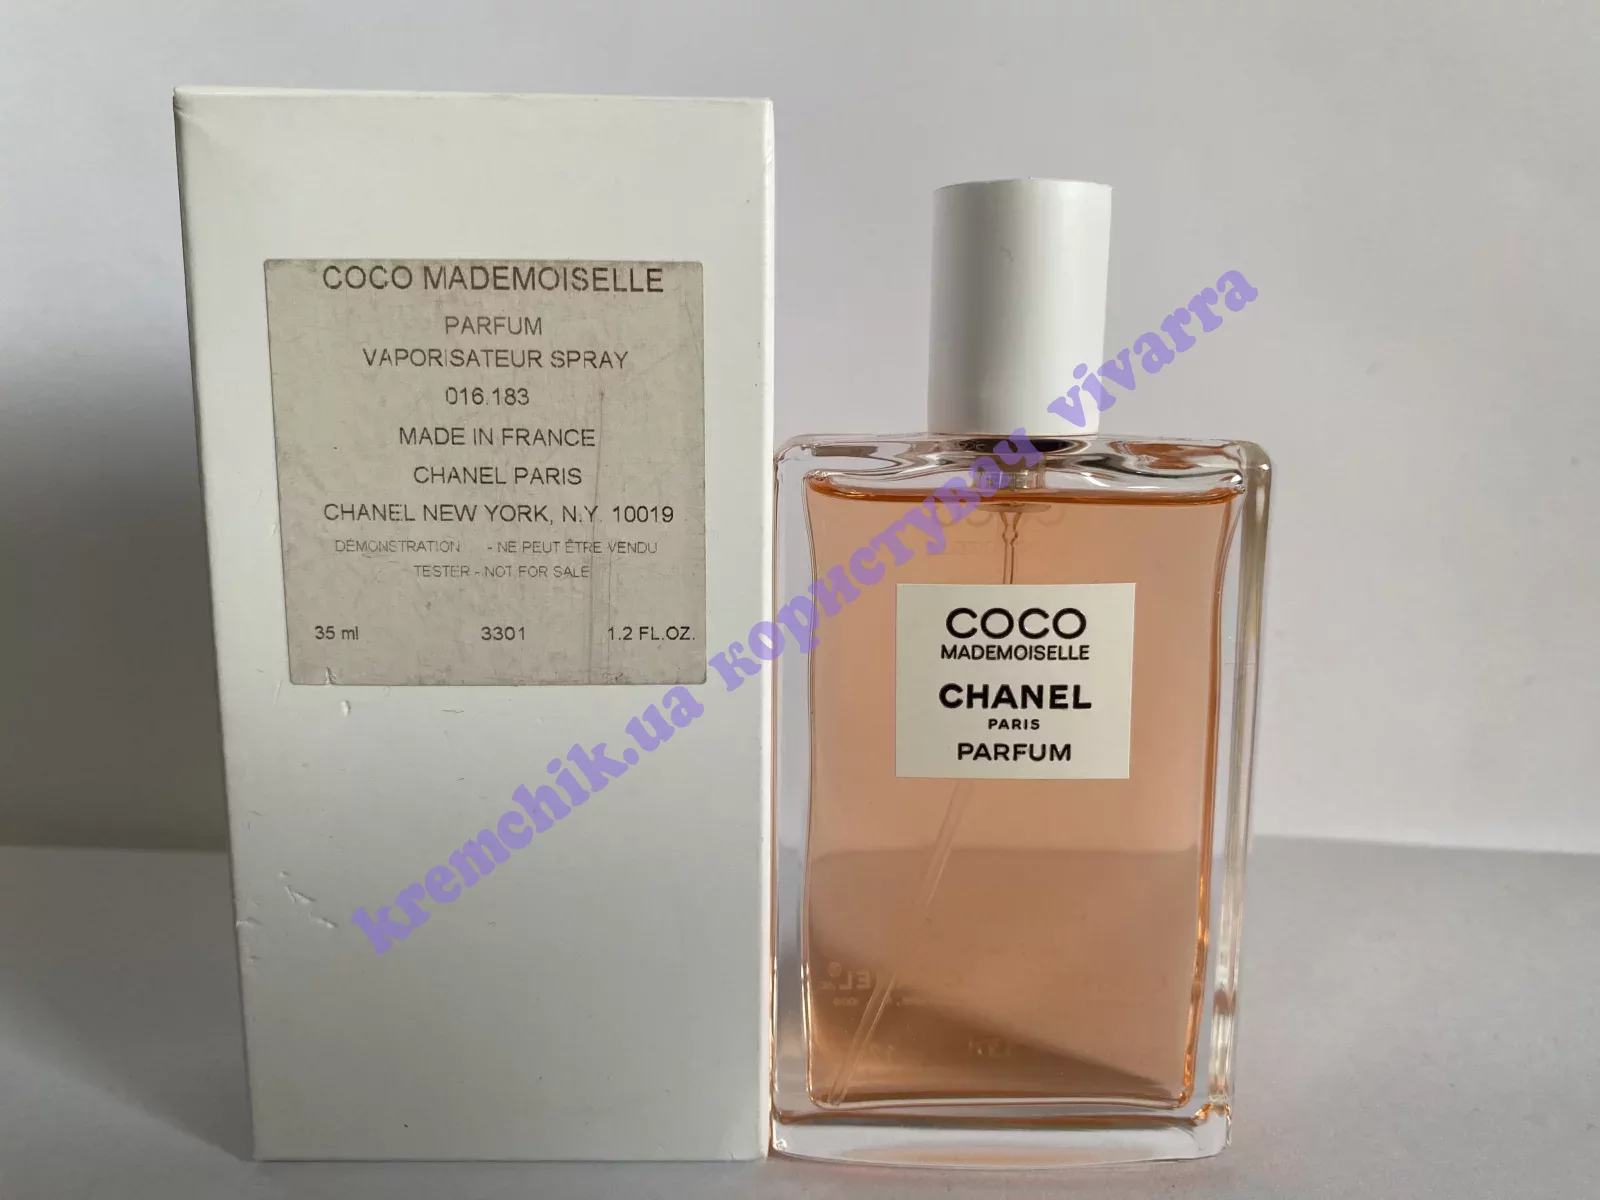 COCO MADEMOISELLE
PARFUM
VAPORISATEUR SPRAY
016.183
MADE IN FRANCE
CHANEL PARIS
CHANEL NEW YORK, N.Y. 10019
DÉMONSTRATION - NE PEUT ÊTRE VENDU
TESTER - NOT FOR SALE
35 ml 3301 1.2 FL.OZ.
COCO
MADEMOISELLE
CHANEL
PARIS
PARFUM
kremchik.ua користувач vivarra